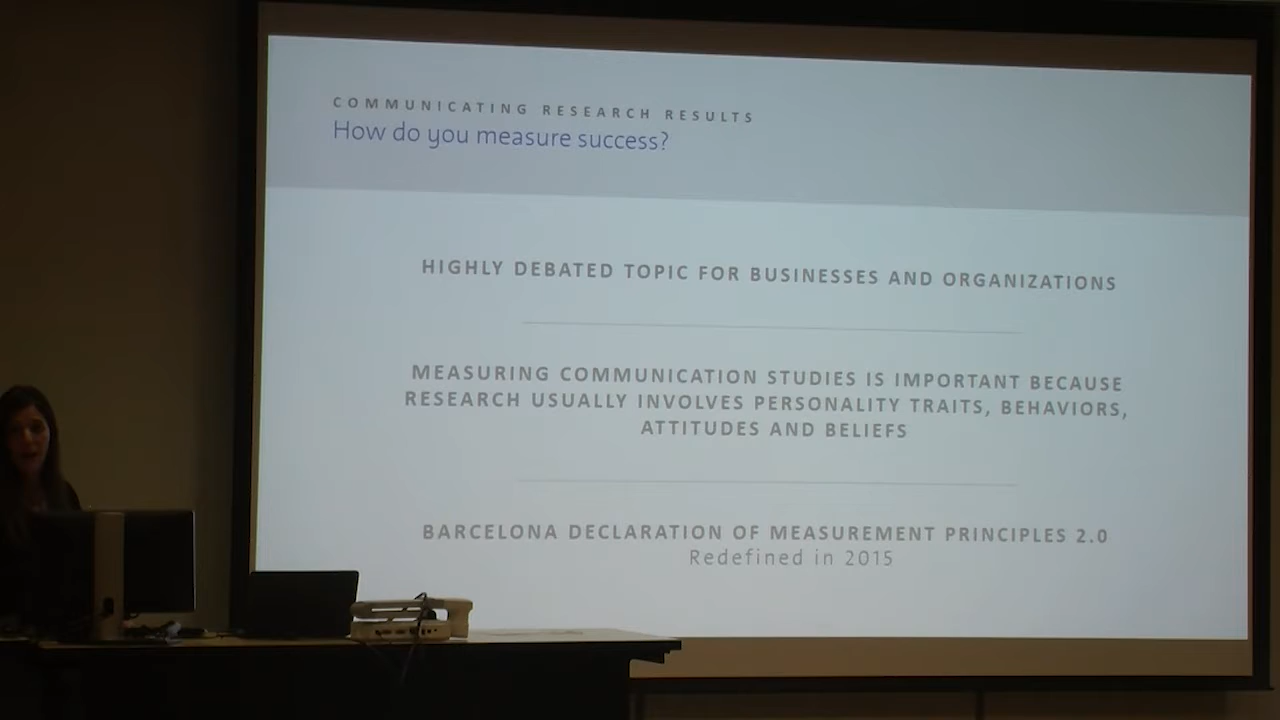 COMMUNICATING RESEARCH RESULTS
How do you measure success?
HIGHLY DEBATED TOPIC FOR BUSINESSES AND ORGANIZATIONS
MEASURING COMMUNICATION STUDIES IS IMPORTANT BECAUSE
RESEARCH USUALLY INVOLVES PERSONALITY TRAITS, BEHAVIORS,
ATTITUDES AND BELIEFS
BARCELONA DECLARATION OF MEASUREMENT PRINCIPLES 2.0
Redefined in 2015